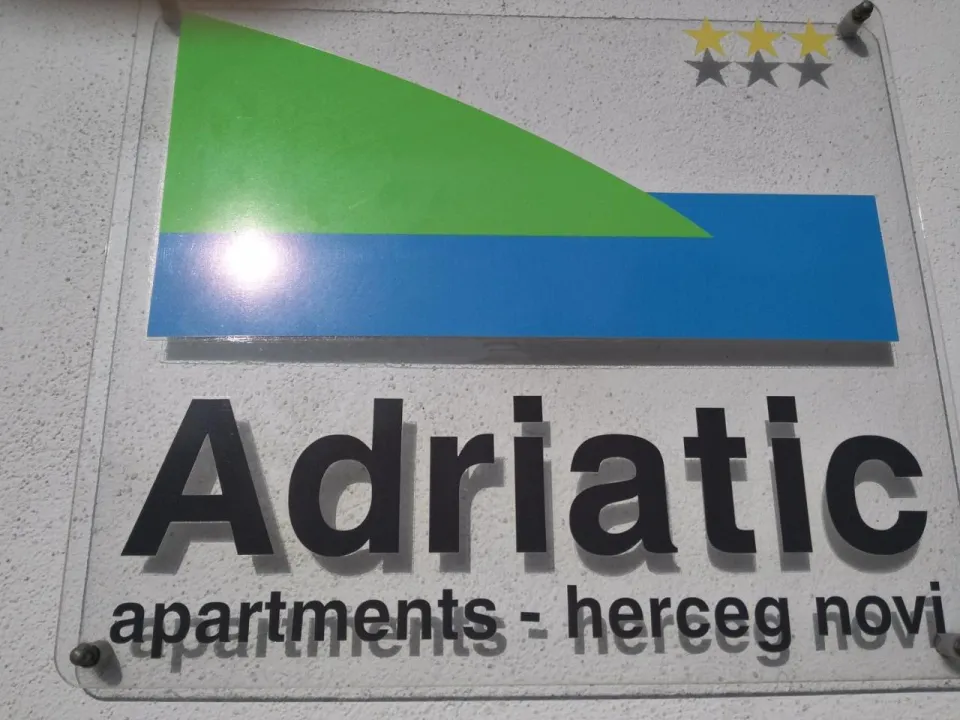 Adriatic
apartments - herceg novi